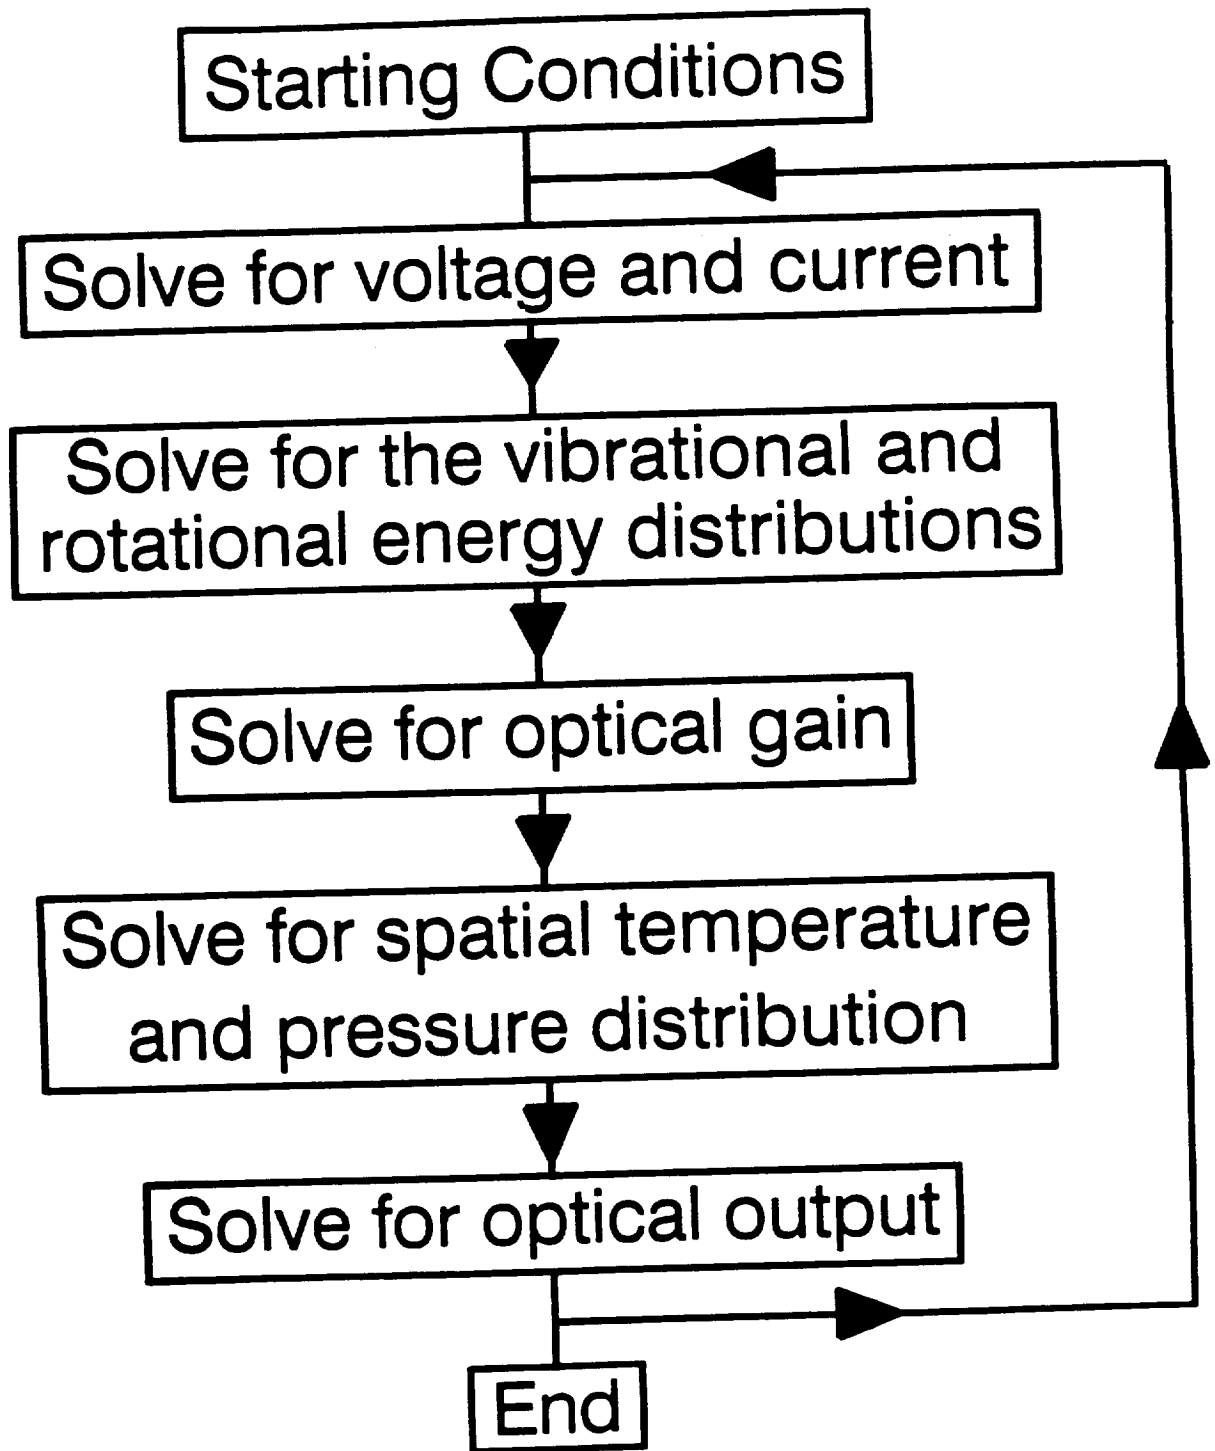 Starting Conditions
Solve for voltage and current
Solve for the vibrational and
rotational energy distributions
Solve for optical gain
Solve for spatial temperature
and pressure distribution
Solve for optical output
End